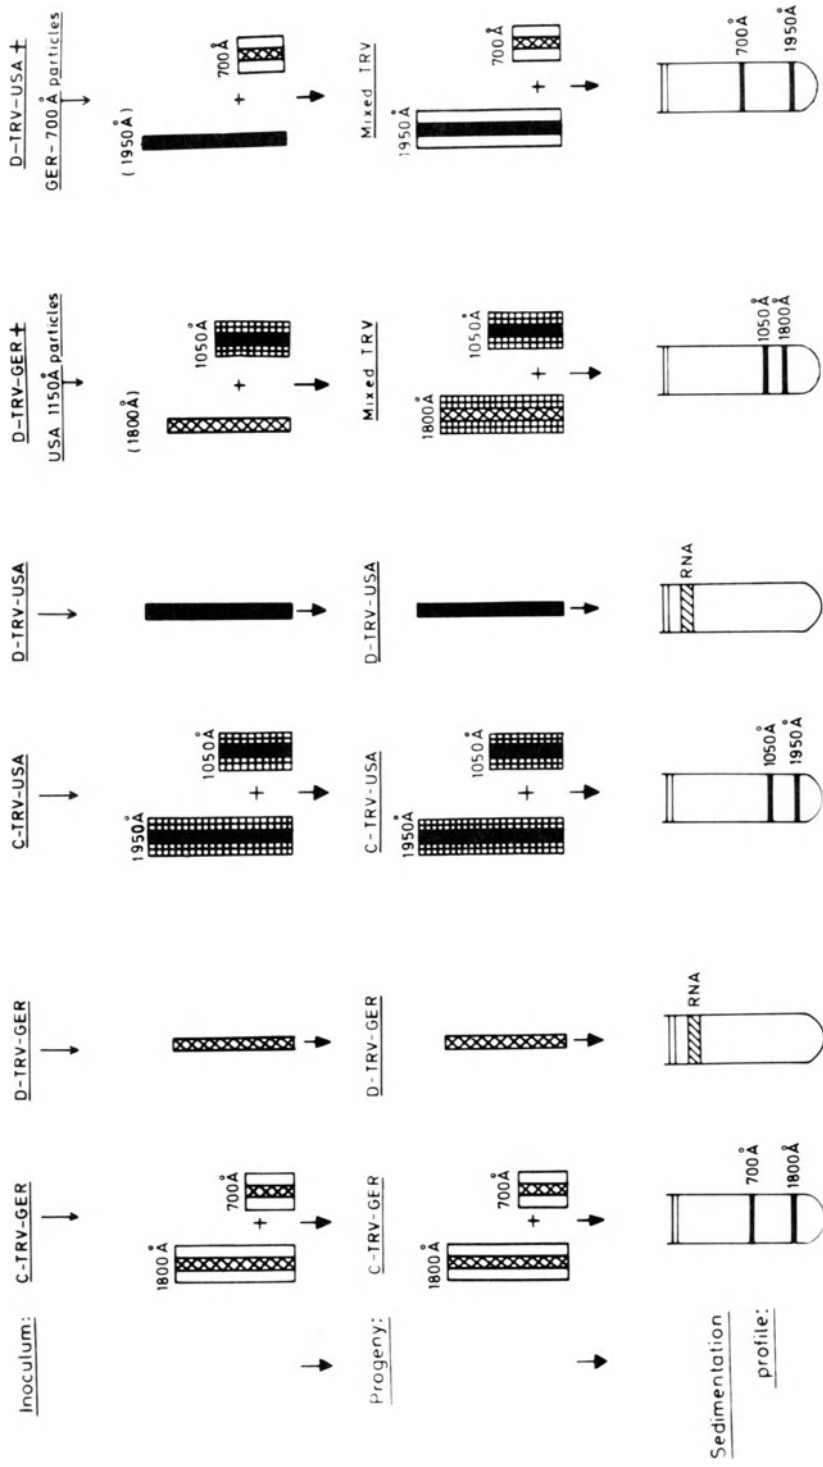 Inoculum:
C-TRV-GER
1800Å
+
700Å
D-TRV-GER
C-TRV-USA
1950Å
+
1050Å
D-TRV-USA
D-TRV-GER+
USA 1150Å particles
(1800Å)
+
1050Å
D-TRV-USA+
GER-700Å particles
(1950Å)
+
700Å
Progeny:
C-TRV-GER
1800Å
+
700Å
D-TRV-GER
C-TRV-USA
1950Å
+
1050Å
D-TRV-USA
Mixed TRV
1800Å
+
1050Å
Mixed TRV
1950Å
+
700Å
Sedimentation
profile:
700Å
1800Å
RNA
1050Å
1950Å
RNA
1050Å
1800Å
700Å
1950Å